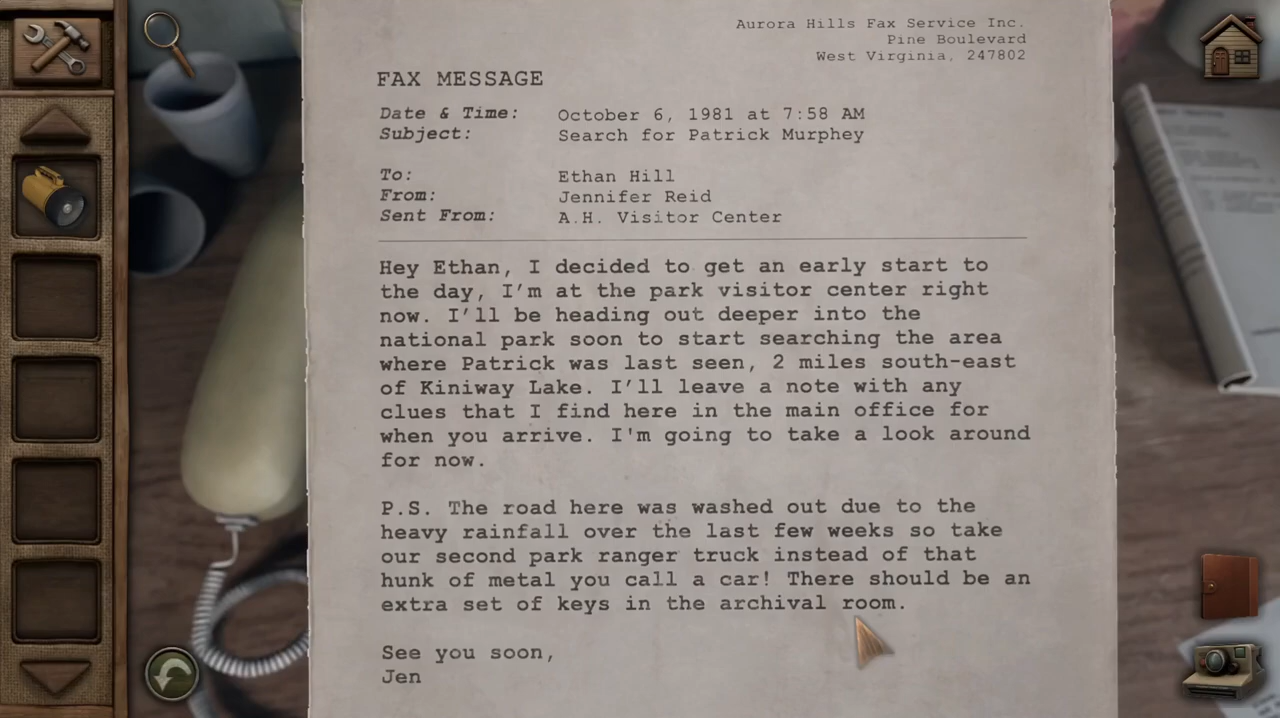 Aurora Hills Fax Service Inc.
Pine Boulevard
West Virginia, 247802
FAX MESSAGE
Date & Time: October 6, 1981 at 7:58 AM
Subject: Search for Patrick Murphey
To: Ethan Hill
From: Jennifer Reid
Sent From: A.H. Visitor Center
Hey Ethan, I decided to get an early start to
the day, I'm at the park visitor center right
now. I'll be heading out deeper into the
national park soon to start searching the area
where Patrick was last seen, 2 miles south-east
of Kiniway Lake. I'll leave a note with any
clues that I find here in the main office for
when you arrive. I'm going to take a look around
for now.
P.S. The road here was washed out due to the
heavy rainfall over the last few weeks so take
our second park ranger truck instead of that
hunk of metal you call a car! There should be an
extra set of keys in the archival room.
See you soon,
Jen